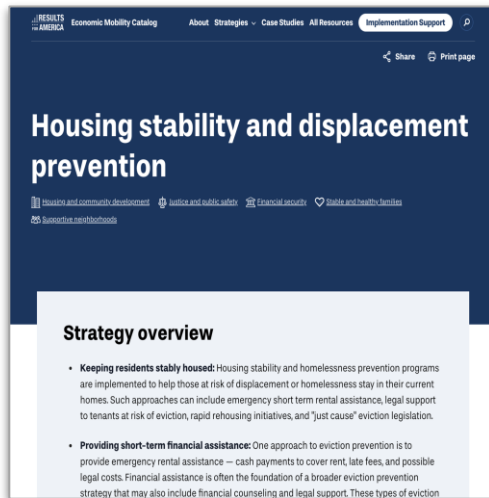 RESULTS
FOR AMERICA
Economic Mobility Catalog
About Strategies Case Studies All Resources Implementation Support
Share Print page
Housing stability and displacement
prevention
Housing and community development Justice and public safety Financial security Stable and healthy families
Supportive neighborhoods
Strategy overview
• Keeping residents stably housed: Housing stability and homelessness prevention programs
are implemented to help those at risk of displacement or homelessness stay in their current
homes. Such approaches can include emergency short term rental assistance, legal support
to tenants at risk of eviction, rapid rehousing initiatives, and "just cause" eviction legislation.
• Providing short-term financial assistance: One approach to eviction prevention is to
provide emergency rental assistance — cash payments to cover rent, late fees, and possible
legal costs. Financial assistance is often the foundation of a broader eviction prevention
strategy that may also include financial counseling and legal support. These types of eviction